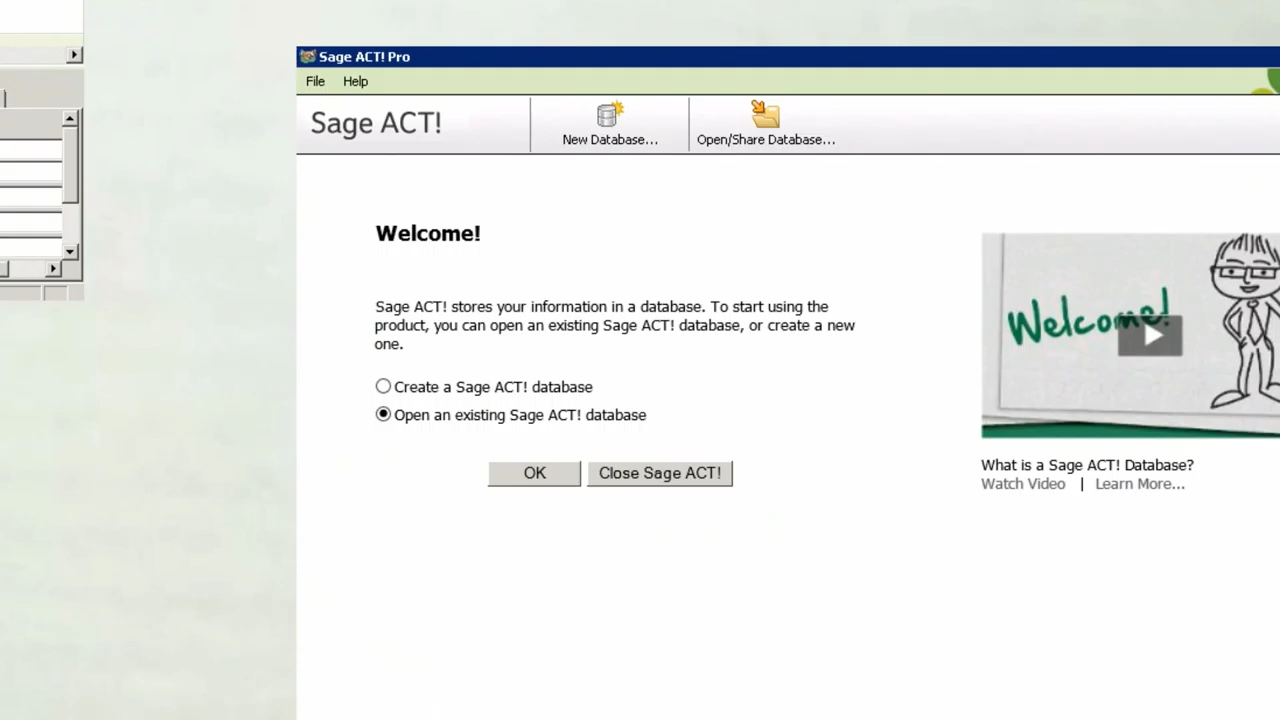 Sage ACT! Pro
File Help
Sage ACT!
New Database...
Open/Share Database...
Welcome!
Sage ACT! stores your information in a database. To start using the
product, you can open an existing Sage ACT! database, or create a new
one.
Create a Sage ACT! database
Open an existing Sage ACT! database
OK
Close Sage ACT!
Welcome!
What is a Sage ACT! Database?
Watch Video | Learn More...